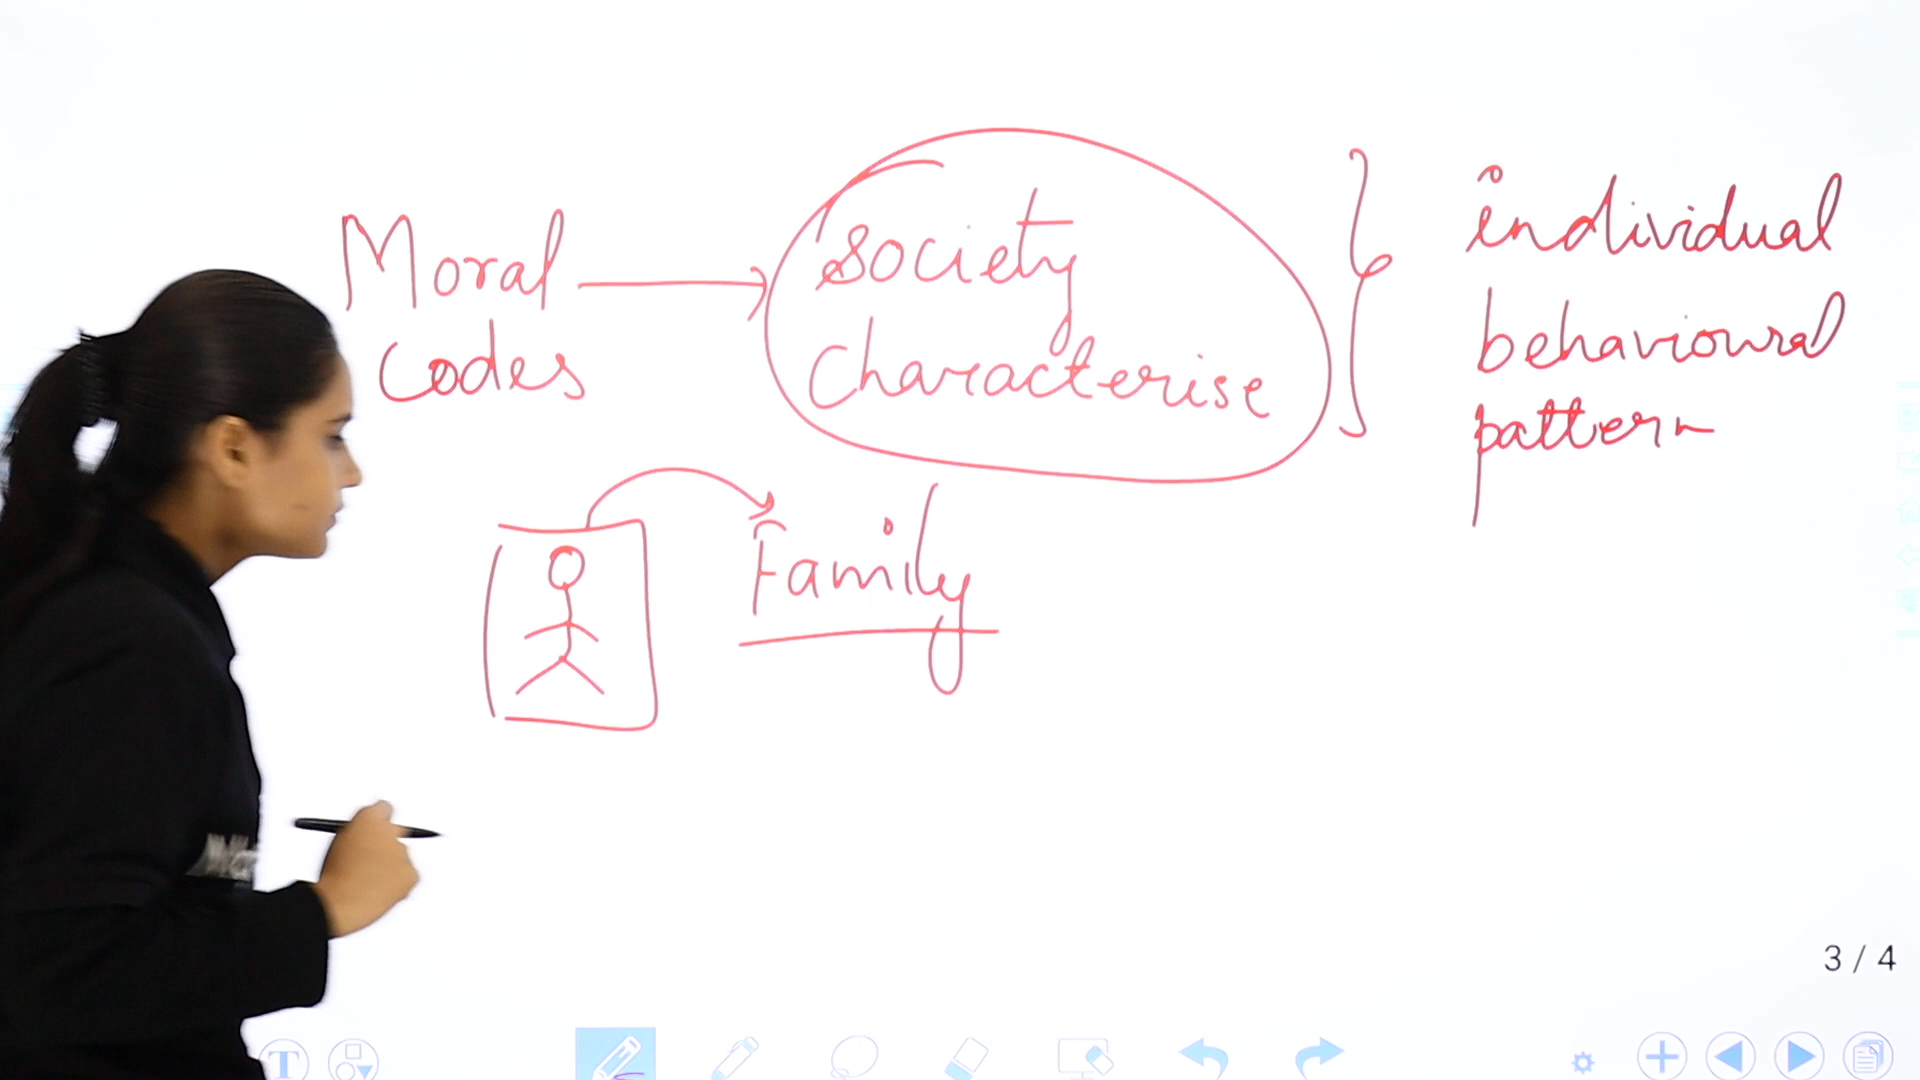 Moral
Codes
Society
Characterise
individual
behavioural
pattern
Family
3 / 4
T